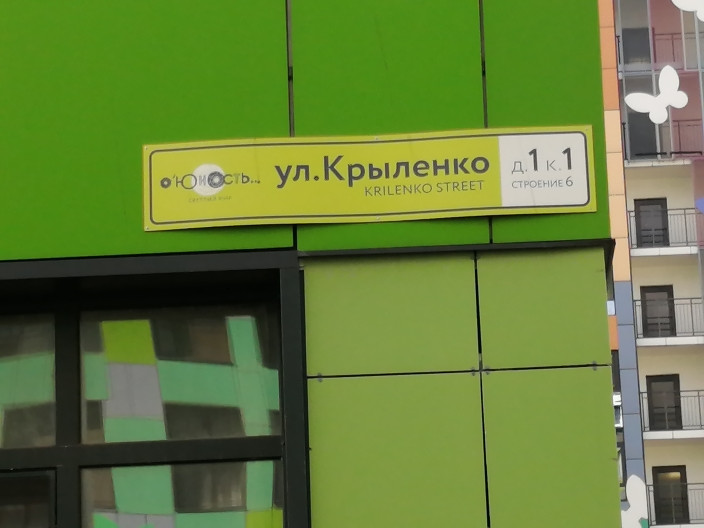 О'ЮНОСТЬ...
ул.Крыленко
KRILENKO STREET
д.1 к.1
СТРОЕНИЕ 6